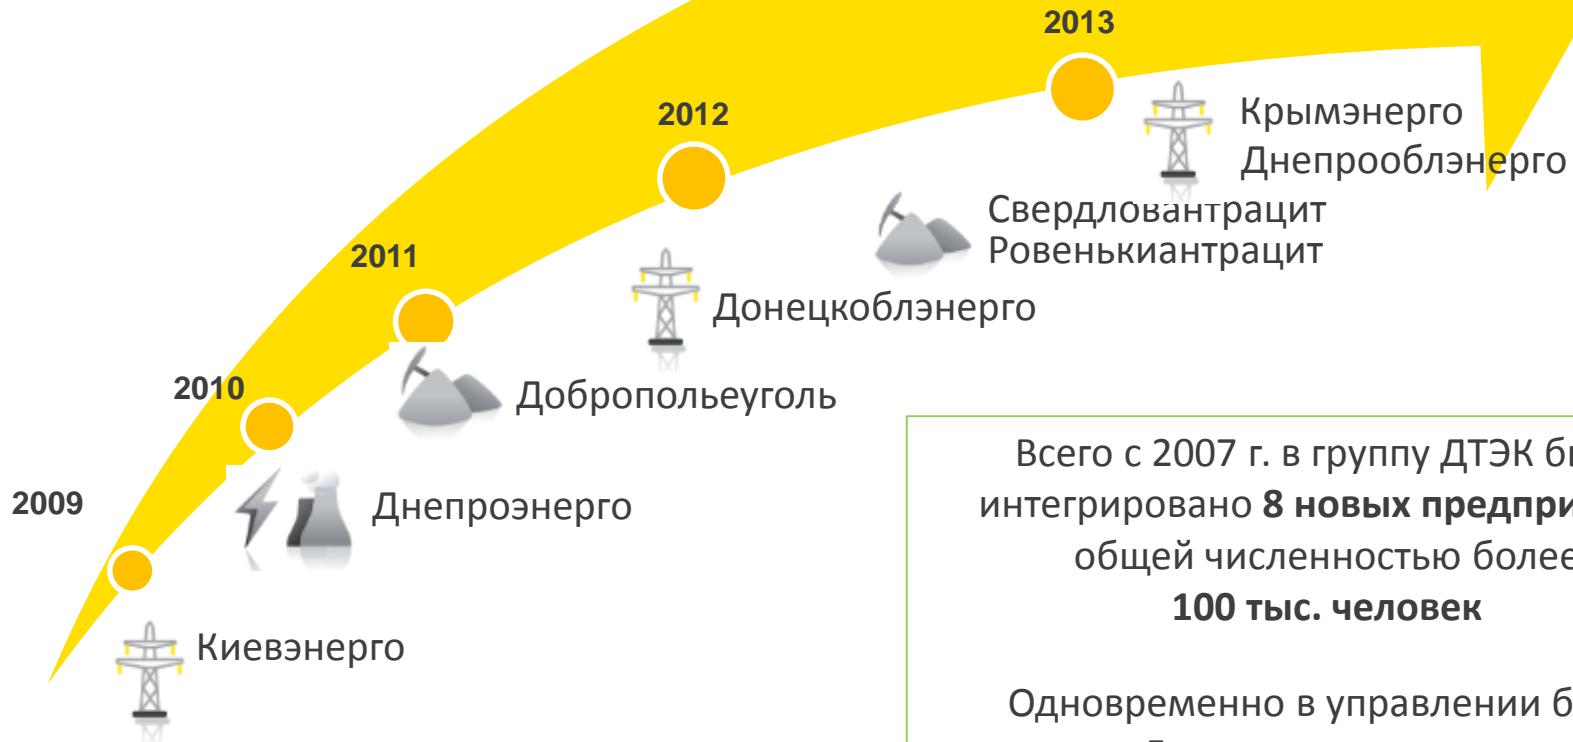 2013
Крымэнерго
Днепрооблэнерго
2012
Свердловантрацит
Ровенькиантрацит
2011
Донецкоблэнерго
2010
Добропольеуголь
2009
Днепроэнерго
Киевэнерго
Всего с 2007 г. в группу ДТЭК
интегрировано 8 новых
общей численностью более
100 тыс. человек
Одновременно в управлении